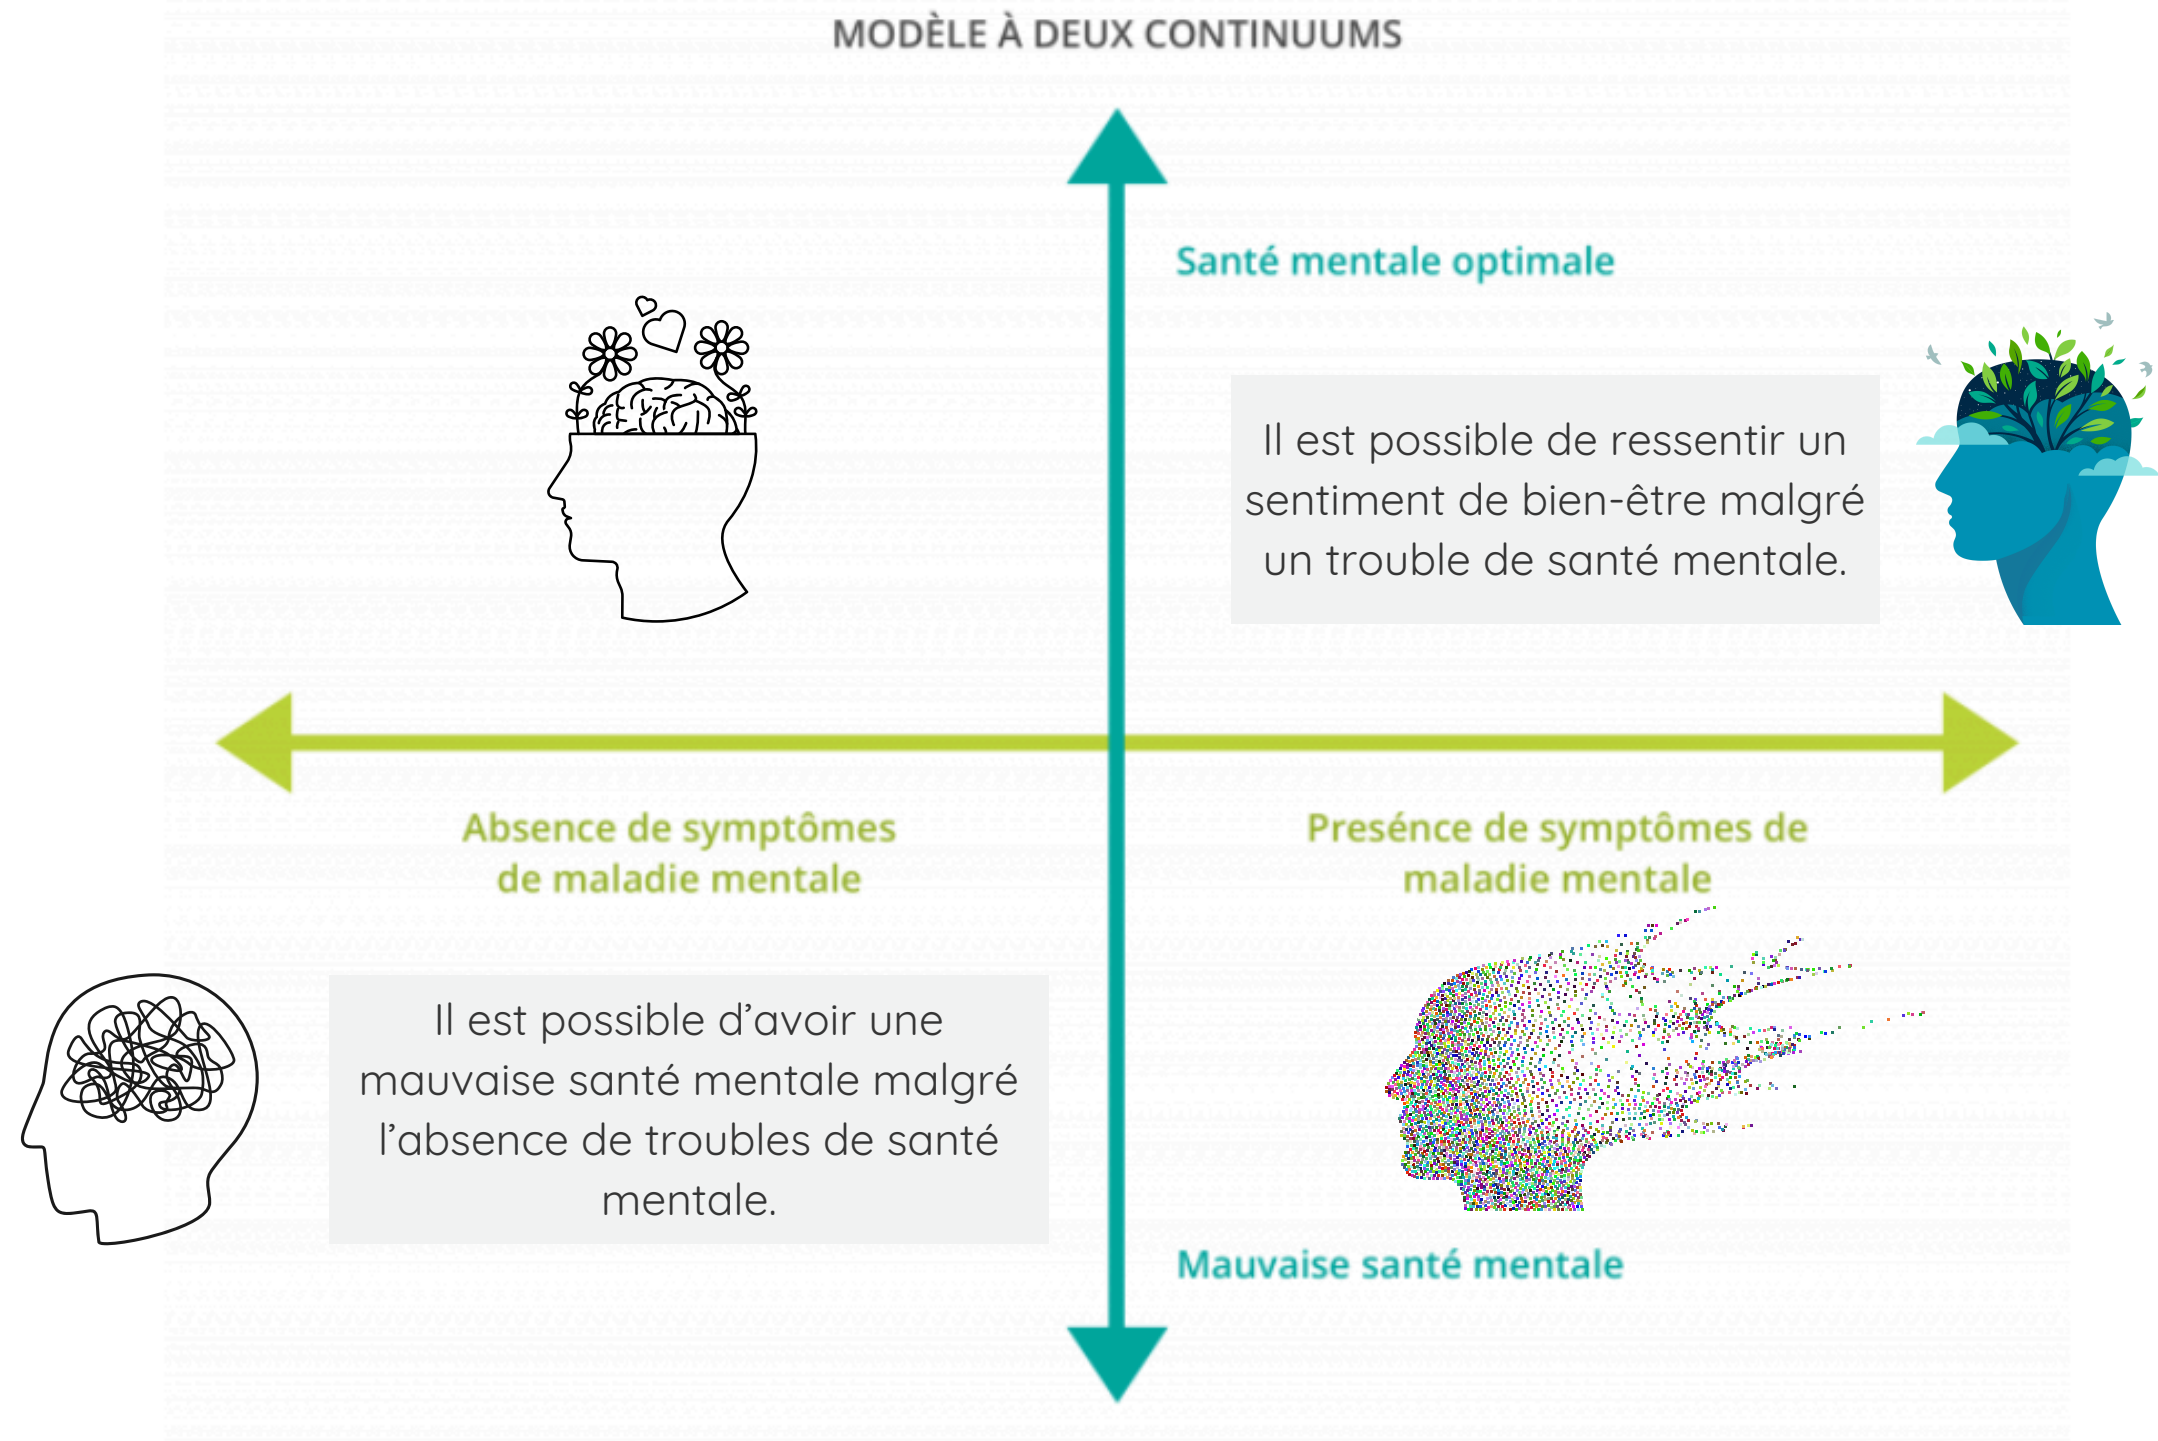 MODÈLE À DEUX CONTINUUMS
Santé mentale optimale
Il est possible de ressentir un
sentiment de bien-être malgré
un trouble de santé mentale.
Absence de symptômes
de maladie mentale
Presénce de symptômes de
maladie mentale
Il est possible d’avoir une
mauvaise santé mentale malgré
l’absence de troubles de santé
mentale.
Mauvaise santé mentale